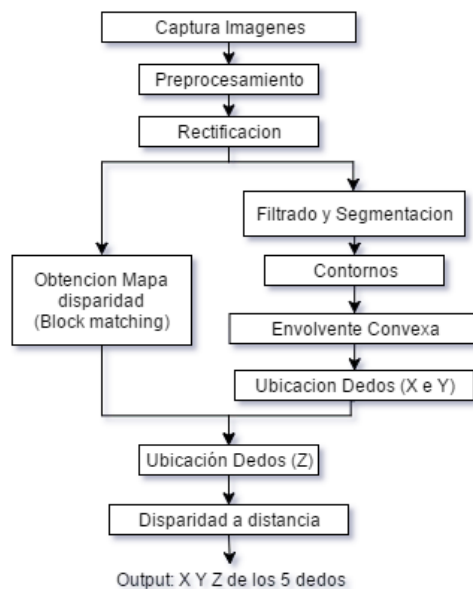 Captura Imagenes
Preprocesamiento
Rectificacion
Filtrado y Segmentacion
Obtencion Mapa
disparidad
(Block matching)
Contornos
Envolvente Convexa
Ubicacion Dedos (X e Y)
Ubicación Dedos (Z)
Disparidad a distancia
Output: X Y Z de los 5 dedos